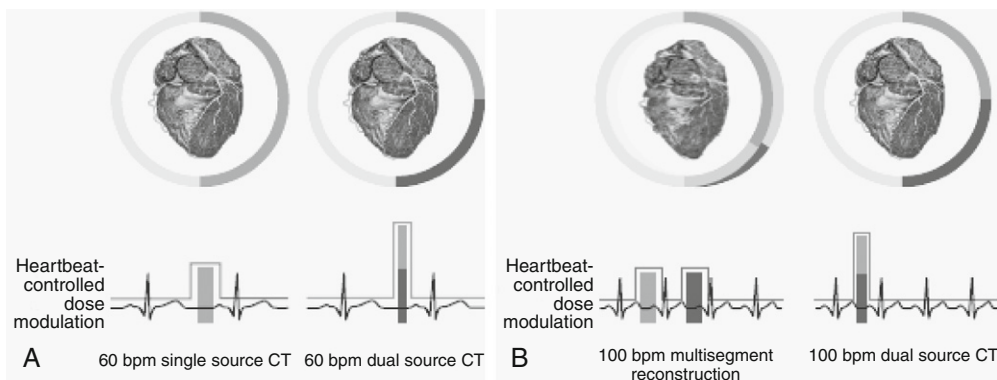 Heartbeat-
controlled
dose
modulation
A
60 bpm single source CT
60 bpm dual source CT
Heartbeat-
controlled
dose
modulation
B
100 bpm multisegment
reconstruction
100 bpm dual source CT